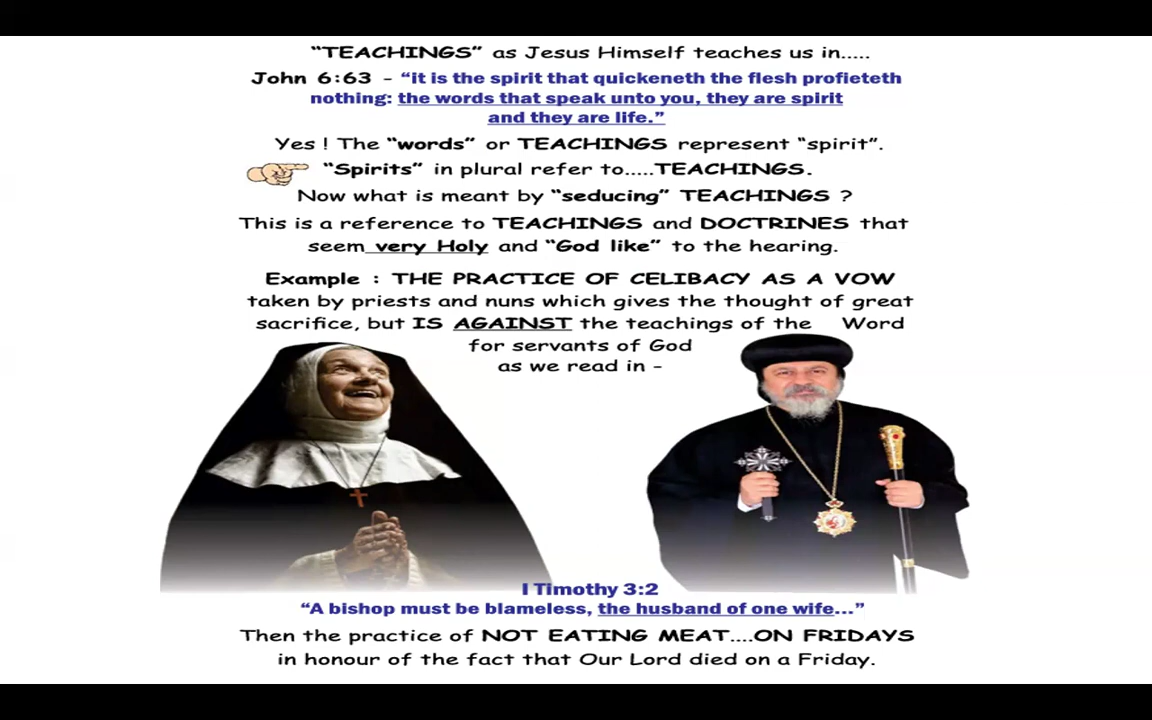 “TEACHINGS” as Jesus Himself teaches us in.....
John 6:63 - “it is the spirit that quickeneth the flesh profieteth
nothing: the words that speak unto you, they are spirit
and they are life.”
Yes ! The “words” or TEACHINGS represent “spirit”.
“Spirits” in plural refer to.....TEACHINGS.
Now what is meant by “seducing” TEACHINGS ?
This is a reference to TEACHINGS and DOCTRINES that
seem very Holy and “God like” to the hearing.
Example : THE PRACTICE OF CELIBACY AS A VOW
taken by priests and nuns which gives the thought of great
sacrifice, but IS AGAINST the teachings of the Word
for servants of God
as we read in -
I Timothy 3:2
“A bishop must be blameless, the husband of one wife...”
Then the practice of NOT EATING MEAT....ON FRIDAYS
in honour of the fact that Our Lord died on a Friday.